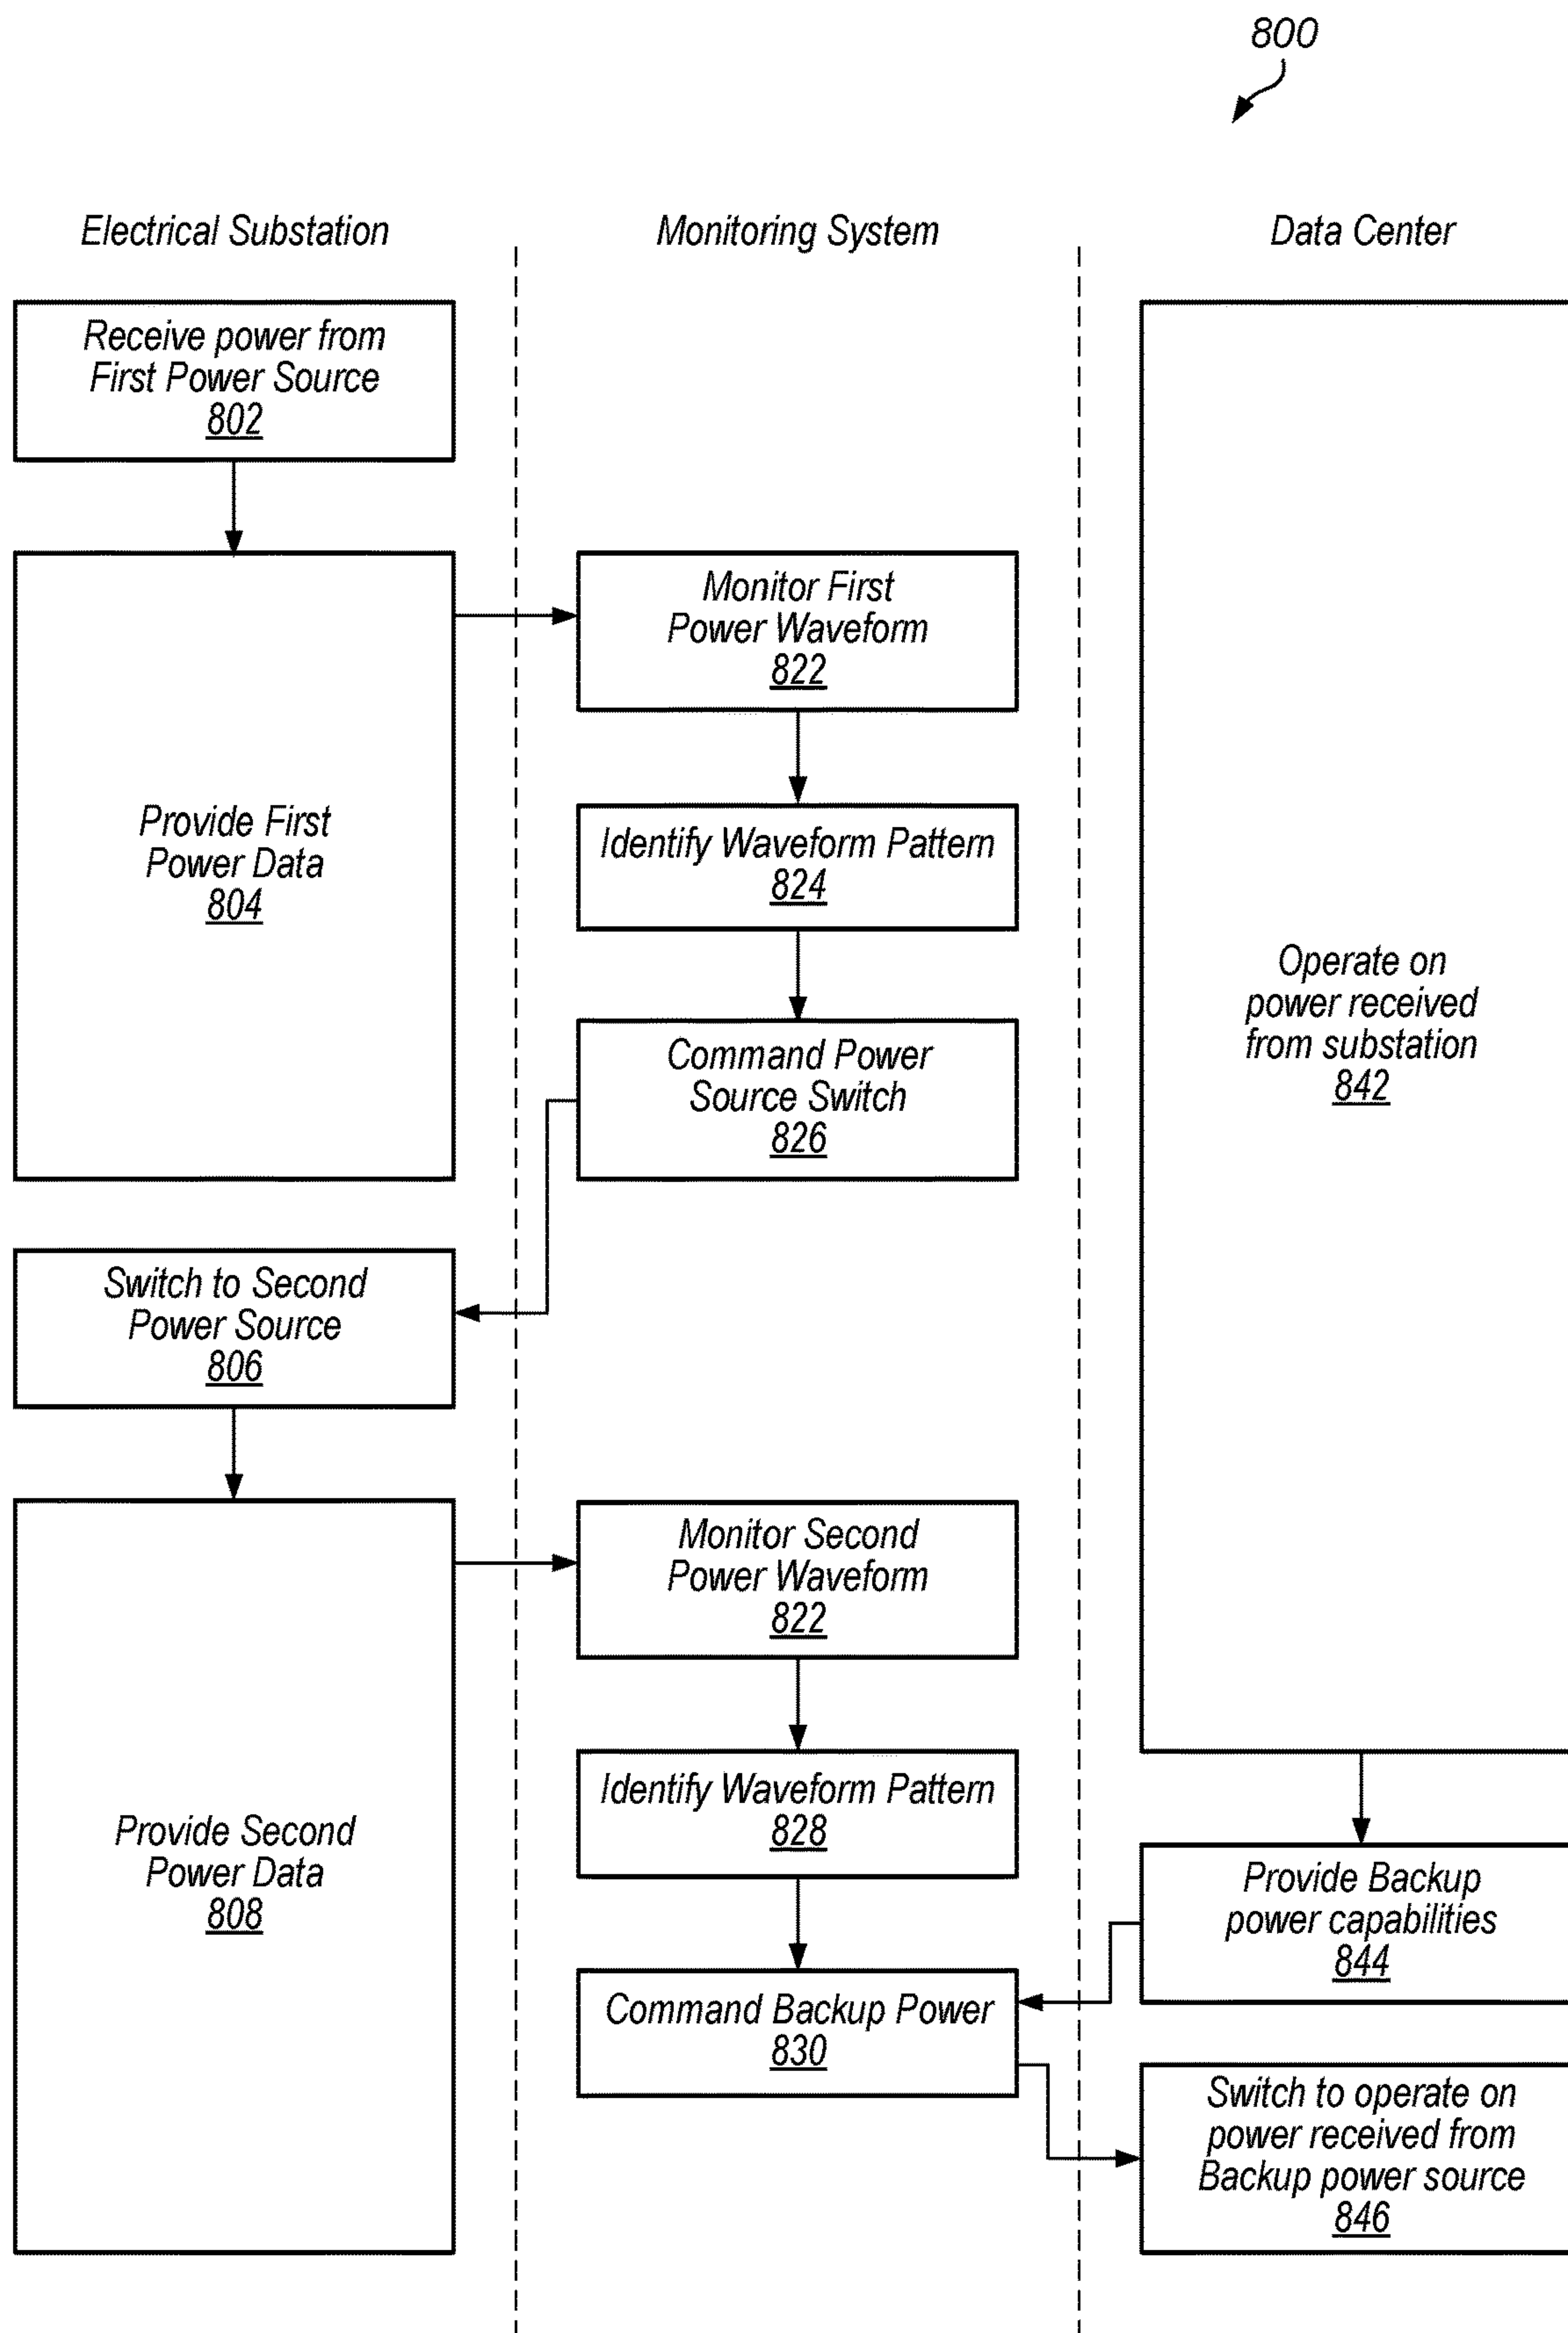 800
Electrical Substation
Monitoring System
Data Center
Receive power from
First Power Source
802
Provide First
Power Data
804
Switch to Second
Power Source
806
Provide Second
Power Data
808
Monitor First
Power Waveform
822
Identify Waveform Pattern
824
Command Power
Source Switch
826
Monitor Second
Power Waveform
822
Identify Waveform Pattern
828
Command Backup Power
830
Operate on
power received
from substation
842
Provide Backup
power capabilities
844
Switch to operate on
power received from
Backup power source
846